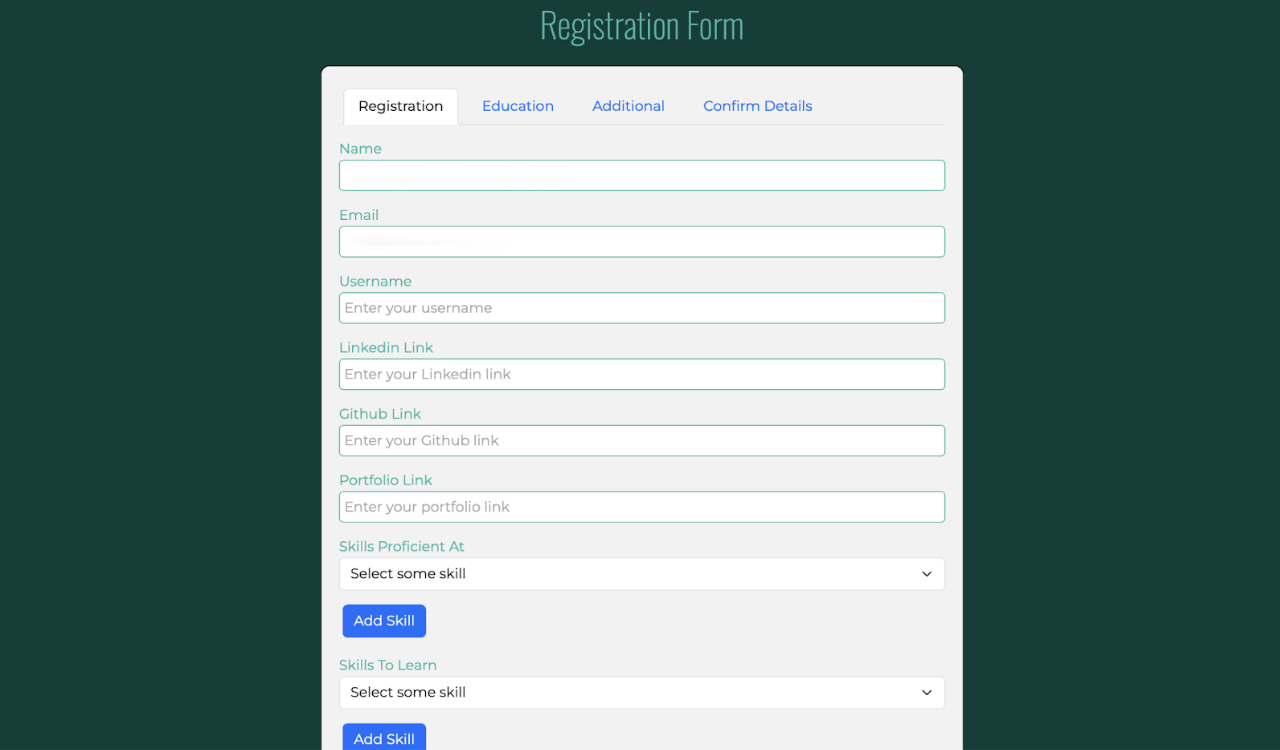 Registration Form
Registration Education Additional Confirm Details
Name
Email
Username
Enter your username
Linkedin Link
Enter your Linkedin link
Github Link
Enter your Github link
Portfolio Link
Enter your portfolio link
Skills Proficient At
Select some skill
Add Skill
Skills To Learn
Select some skill
Add Skill